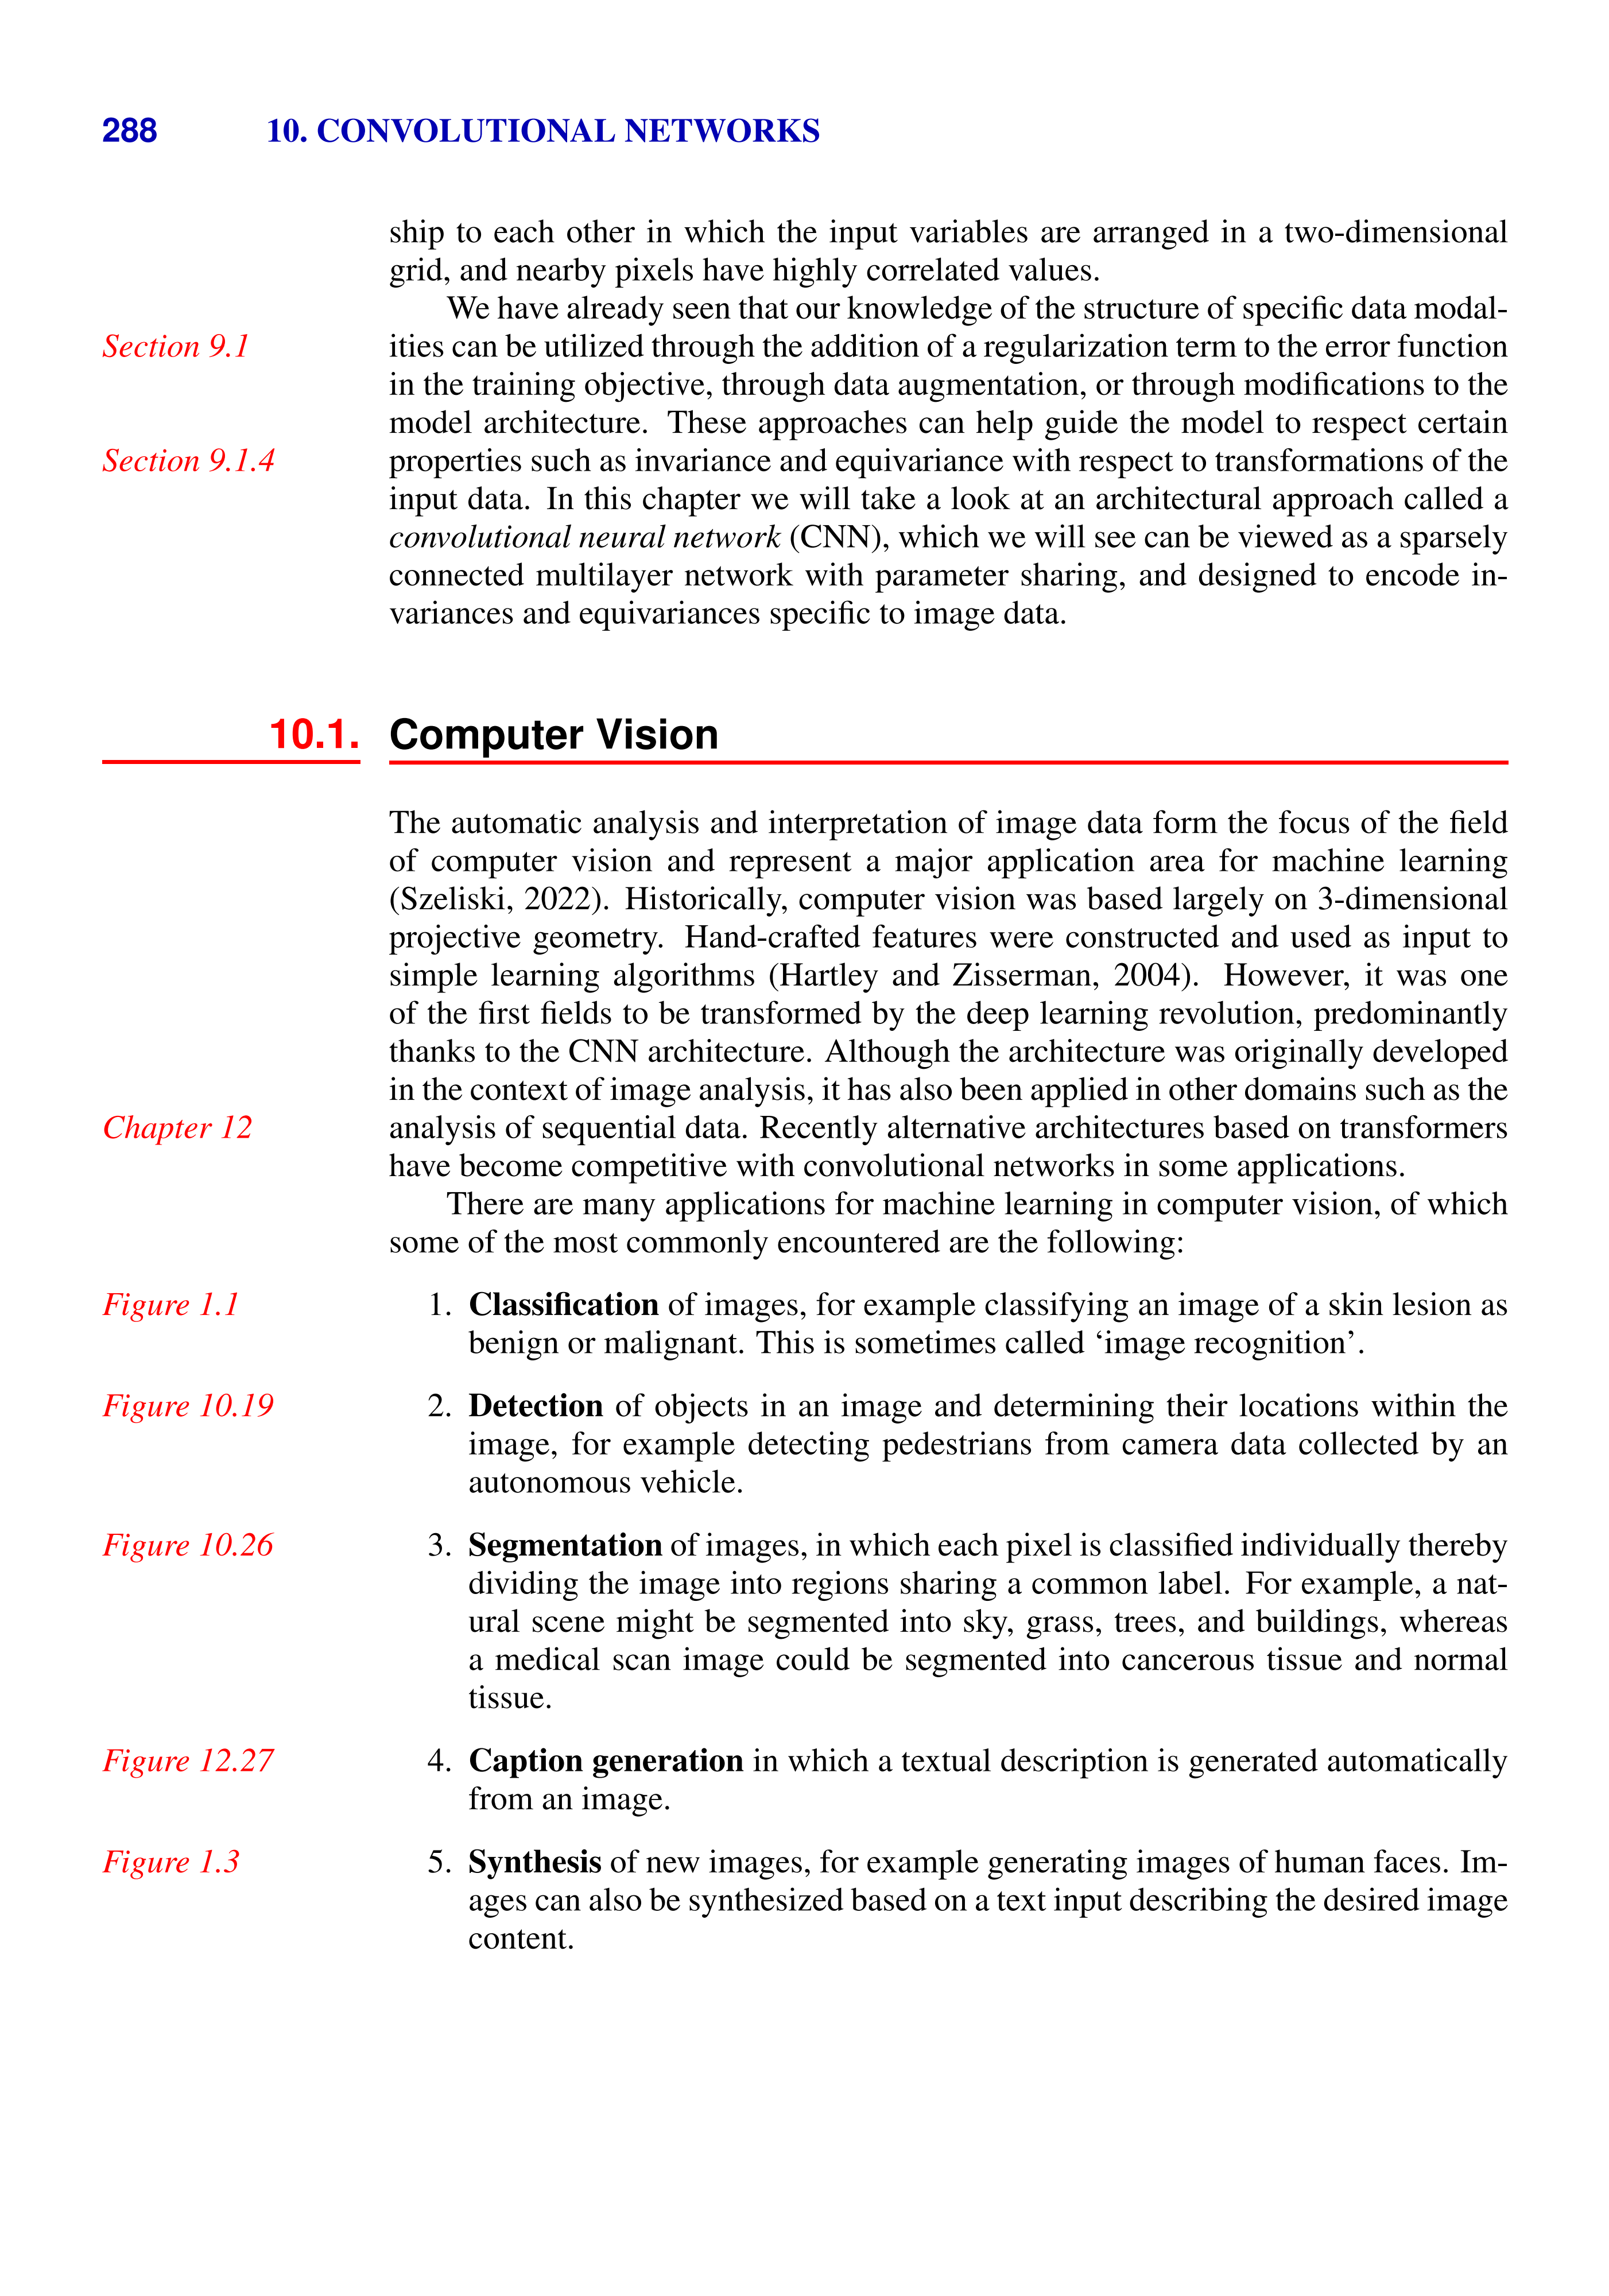 288 10. CONVOLUTIONAL NETWORKS
ship to each other in which the input variables are arranged in a two-dimensional
grid, and nearby pixels have highly correlated values.
We have already seen that our knowledge of the structure of specific data modal-
Section 9.1 ities can be utilized through the addition of a regularization term to the error function
in the training objective, through data augmentation, or through modifications to the
model architecture. These approaches can help guide the model to respect certain
Section 9.1.4 properties such as invariance and equivariance with respect to transformations of the
input data. In this chapter we will take a look at an architectural approach called a
convolutional neural network (CNN), which we will see can be viewed as a sparsely
connected multilayer network with parameter sharing, and designed to encode in-
variances and equivariances specific to image data.
10.1. Computer Vision
The automatic analysis and interpretation of image data form the focus of the field
of computer vision and represent a major application area for machine learning
(Szeliski, 2022). Historically, computer vision was based largely on 3-dimensional
projective geometry. Hand-crafted features were constructed and used as input to
simple learning algorithms (Hartley and Zisserman, 2004). However, it was one
of the first fields to be transformed by the deep learning revolution, predominantly
thanks to the CNN architecture. Although the architecture was originally developed
in the context of image analysis, it has also been applied in other domains such as the
Chapter 12 analysis of sequential data. Recently alternative architectures based on transformers
have become competitive with convolutional networks in some applications.
There are many applications for machine learning in computer vision, of which
some of the most commonly encountered are the following:
Figure 1.1 1. Classification of images, for example classifying an image of a skin lesion as
benign or malignant. This is sometimes called ‘image recognition’.
Figure 10.19 2. Detection of objects in an image and determining their locations within the
image, for example detecting pedestrians from camera data collected by an
autonomous vehicle.
Figure 10.26 3. Segmentation of images, in which each pixel is classified individually thereby
dividing the image into regions sharing a common label. For example, a nat-
ural scene might be segmented into sky, grass, trees, and buildings, whereas
a medical scan image could be segmented into cancerous tissue and normal
tissue.
Figure 12.27 4. Caption generation in which a textual description is generated automatically
from an image.
Figure 1.3 5. Synthesis of new images, for example generating images of human faces. Im-
ages can also be synthesized based on a text input describing the desired image
content.